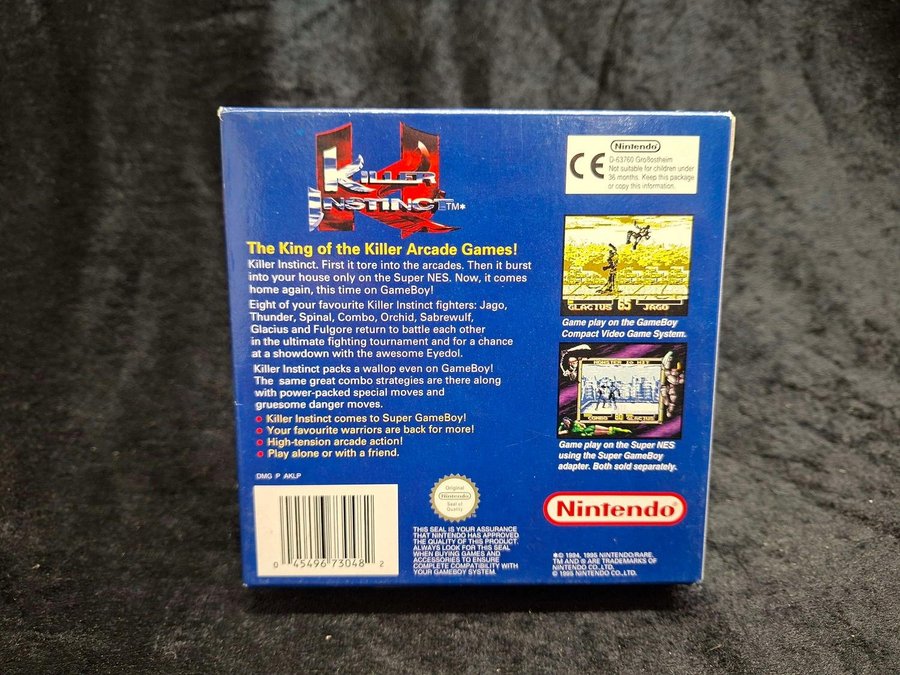 KILLER
INSTINCT™*
Nintendo
CE
D-63760 Großostheim
Not suitable for children under
36 months. Keep this package
or copy this information.
The King of the Killer Arcade Games!
Killer Instinct. First it tore into the arcades. Then it burst
into your house only on the Super NES. Now, it comes
home again, this time on GameBoy!
Eight of your favourite Killer Instinct fighters: Jago,
Thunder, Spinal, Combo, Orchid, Sabrewulf,
Glacius and Fulgore return to battle each other
in the ultimate fighting tournament and for a chance
at a showdown with the awesome Eyedol.
Killer Instinct packs a wallop even on GameBoy!
The same great combo strategies are there along
with power-packed special moves and
gruesome danger moves.
Killer Instinct comes to Super GameBoy!
Your favourite warriors are back for more!
High-tension arcade action!
Play alone or with a friend.
GLACIUS 65 JAGO
Game play on the GameBoy
Compact Video Game System.
COMBO GLACIUS
Game play on the Super NES
using the Super GameBoy
adapter. Both sold separately.
DMG P AKLP
0 45496 73048 2
Original
Nintendo
Seal of
Quality
THIS SEAL IS YOUR ASSURANCE
THAT NINTENDO HAS APPROVED
THE QUALITY OF THIS PRODUCT.
ALWAYS LOOK FOR THIS SEAL
WHEN BUYING GAMES AND
ACCESSORIES TO ENSURE
COMPLETE COMPATIBILITY WITH
YOUR GAMEBOY SYSTEM.
Nintendo®
*© 1994, 1995 NINTENDO/RARE.
TM AND ® ARE TRADEMARKS OF
NINTENDO CO.,LTD.
© 1995 NINTENDO CO.,LTD.